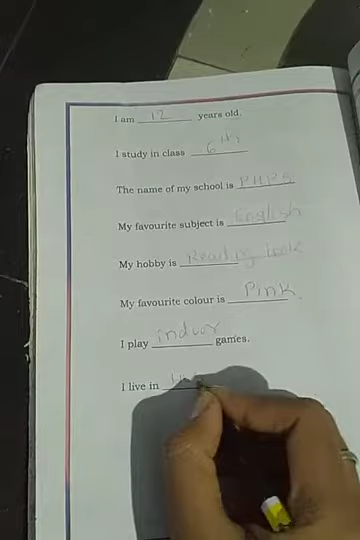 I am 12 years old.
I study in class 6th
The name of my school is
My favourite subject is English
My hobby is Reading book
My favourite colour is Pink
I play indoor games.
I live in